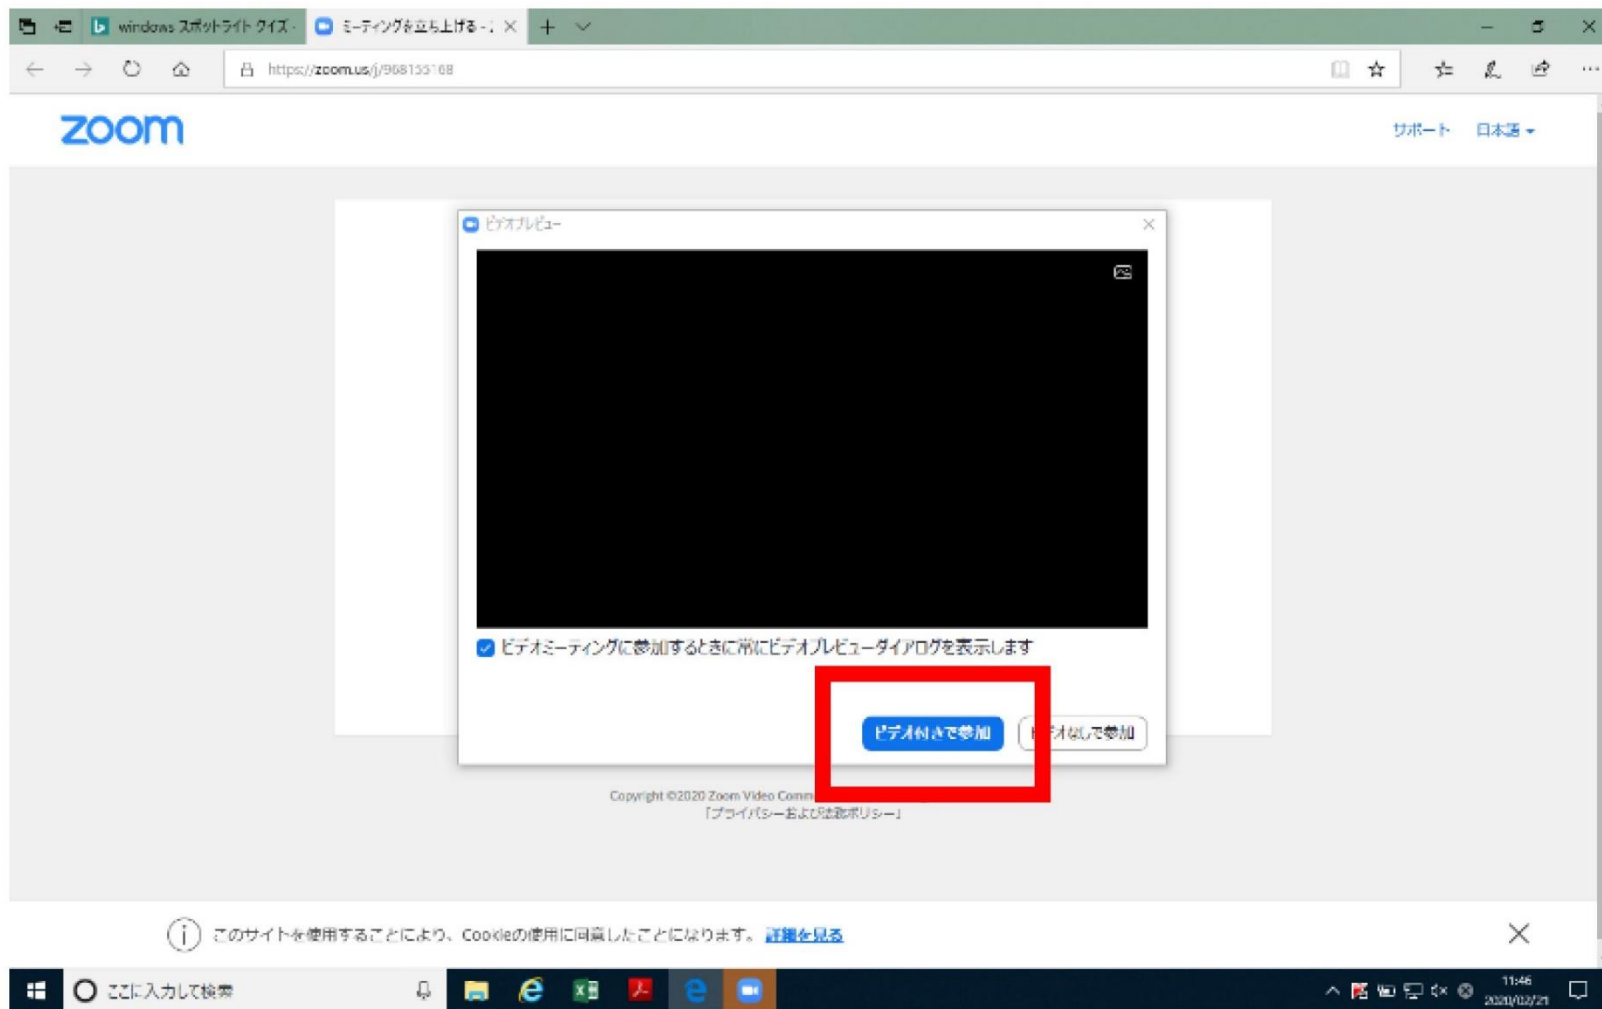 windows スポットライト クイズ -
ミーティングを立ち上げる - Z
https://zoom.us/j/968155168
zoom
サポート 日本語
ビデオプレビュー
ビデオミーティングに参加するときに常にビデオプレビューダイアログを表示します
ビデオ付きで参加
ビデオなしで参加
Copyright ©2020 Zoom Video Comm
「プライバシーおよび法務ポリシー」
このサイトを使用することにより、Cookieの使用に同意したことになります。 詳細を見る
ここに入力して検索
11:46
2020/02/21